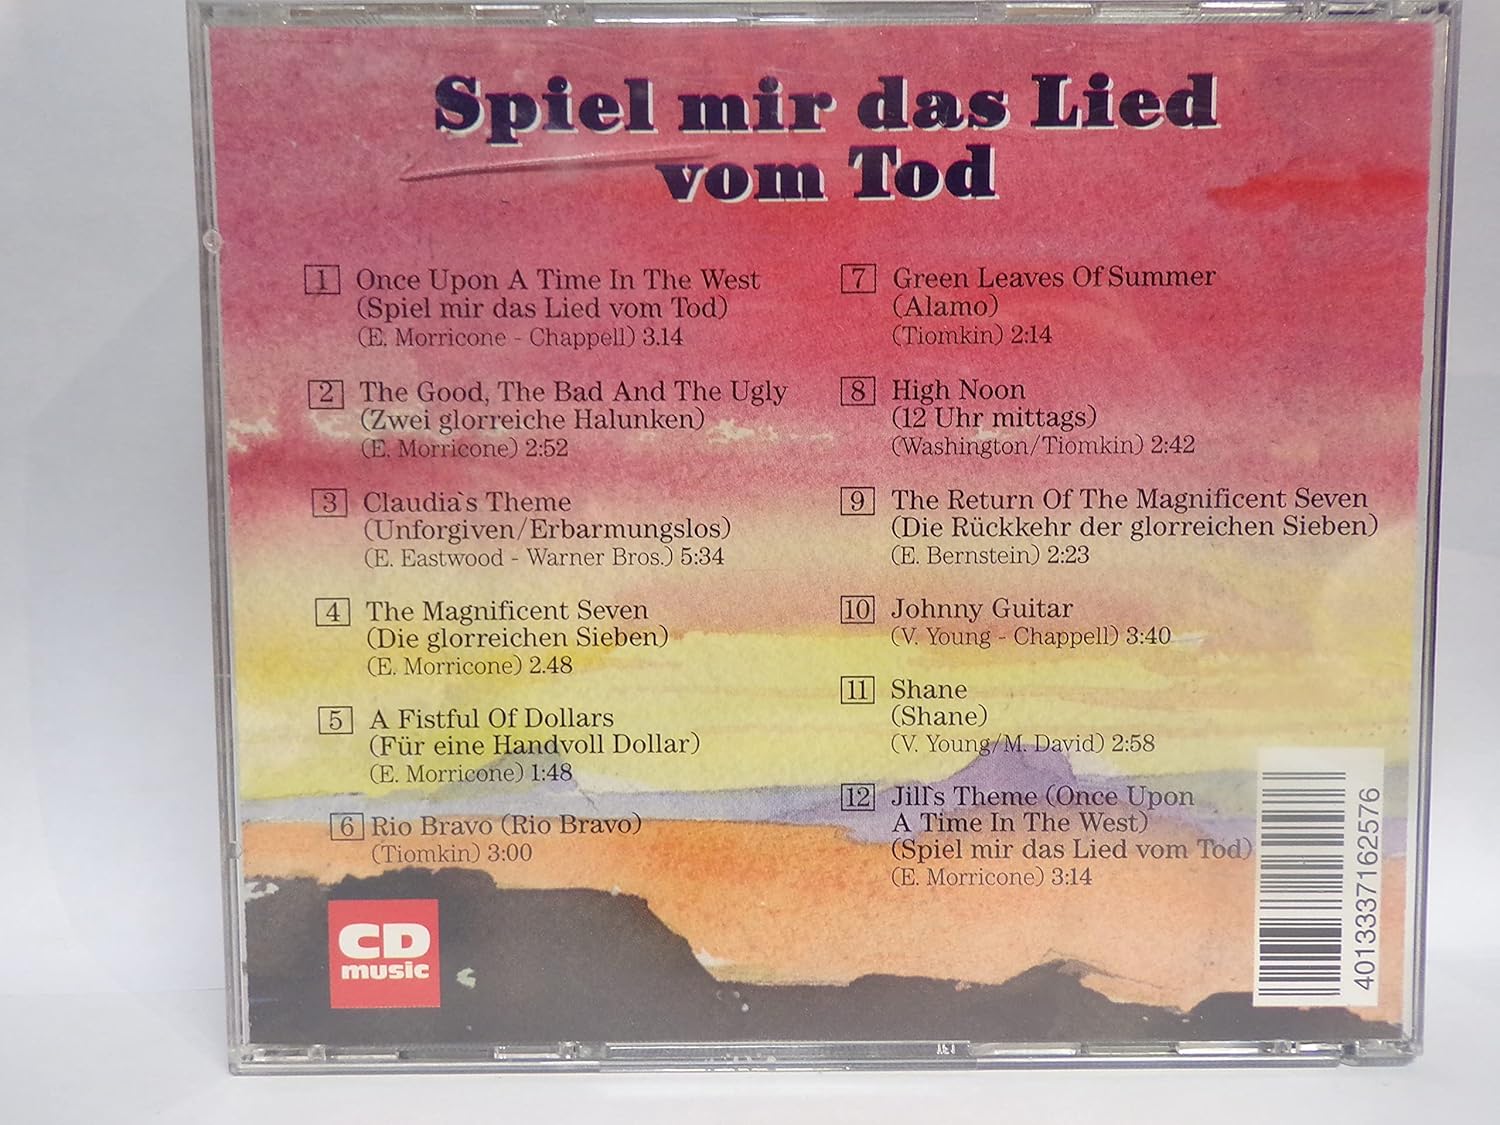 Spiel mir das Lied
vom Tod
1 Once Upon A Time In The West
(Spiel mir das Lied vom Tod)
(E. Morricone - Chappell) 3.14
2 The Good, The Bad And The Ugly
(Zwei glorreiche Halunken)
(E. Morricone) 2:52
3 Claudia`s Theme
(Unforgiven/Erbarmungslos)
(E. Eastwood - Warner Bros.) 5:34
4 The Magnificent Seven
(Die glorreichen Sieben)
(E. Morricone) 2.48
5 A Fistful Of Dollars
(Für eine Handvoll Dollar)
(E. Morricone) 1:48
6 Rio Bravo (Rio Bravo)
(Tiomkin) 3:00
7 Green Leaves Of Summer
(Alamo)
(Tiomkin) 2:14
8 High Noon
(12 Uhr mittags)
(Washington/Tiomkin) 2:42
9 The Return Of The Magnificent Seven
(Die Rückkehr der glorreichen Sieben)
(E. Bernstein) 2:23
10 Johnny Guitar
(V. Young - Chappell) 3:40
11 Shane
(Shane)
(V. Young/M. David) 2:58
12 Jill`s Theme (Once Upon
A Time In The West)
(Spiel mir das Lied vom Tod)
(E. Morricone) 3:14
CD
music
4013337162576